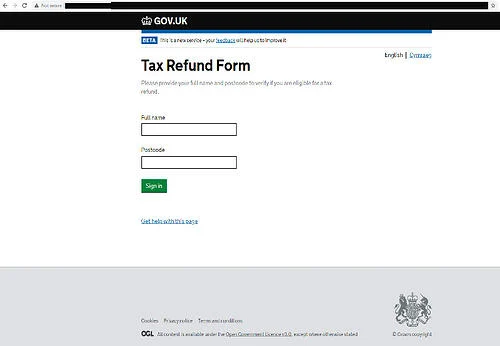 Not secure
GOV.UK
BETA This is a new service – your feedback will help us to improve it
English | Cymraeg
Tax Refund Form
Please provide your full name and postcode to verify if you are eligible for a tax
refund.
Full name
Postcode
Sign in
Get help with this page
Cookies Privacy notice Terms and conditions
OGL All content is available under the Open Government Licence v3.0, except where otherwise stated
© Crown copyright